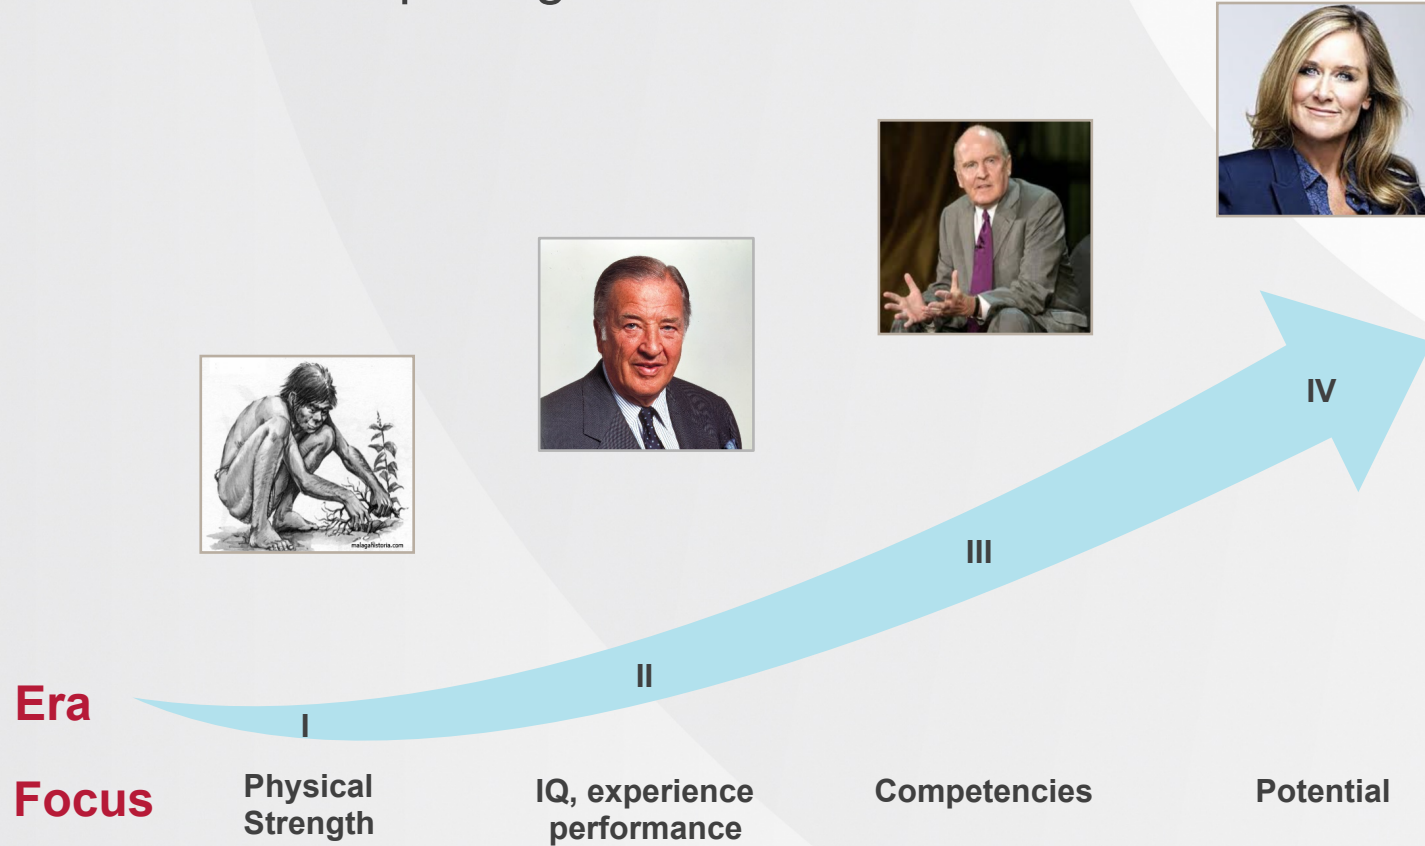 malagaHistoria.com
IV
III
II
Era
I
Focus
Physical
Strength
IQ, experience
performance
Competencies
Potential